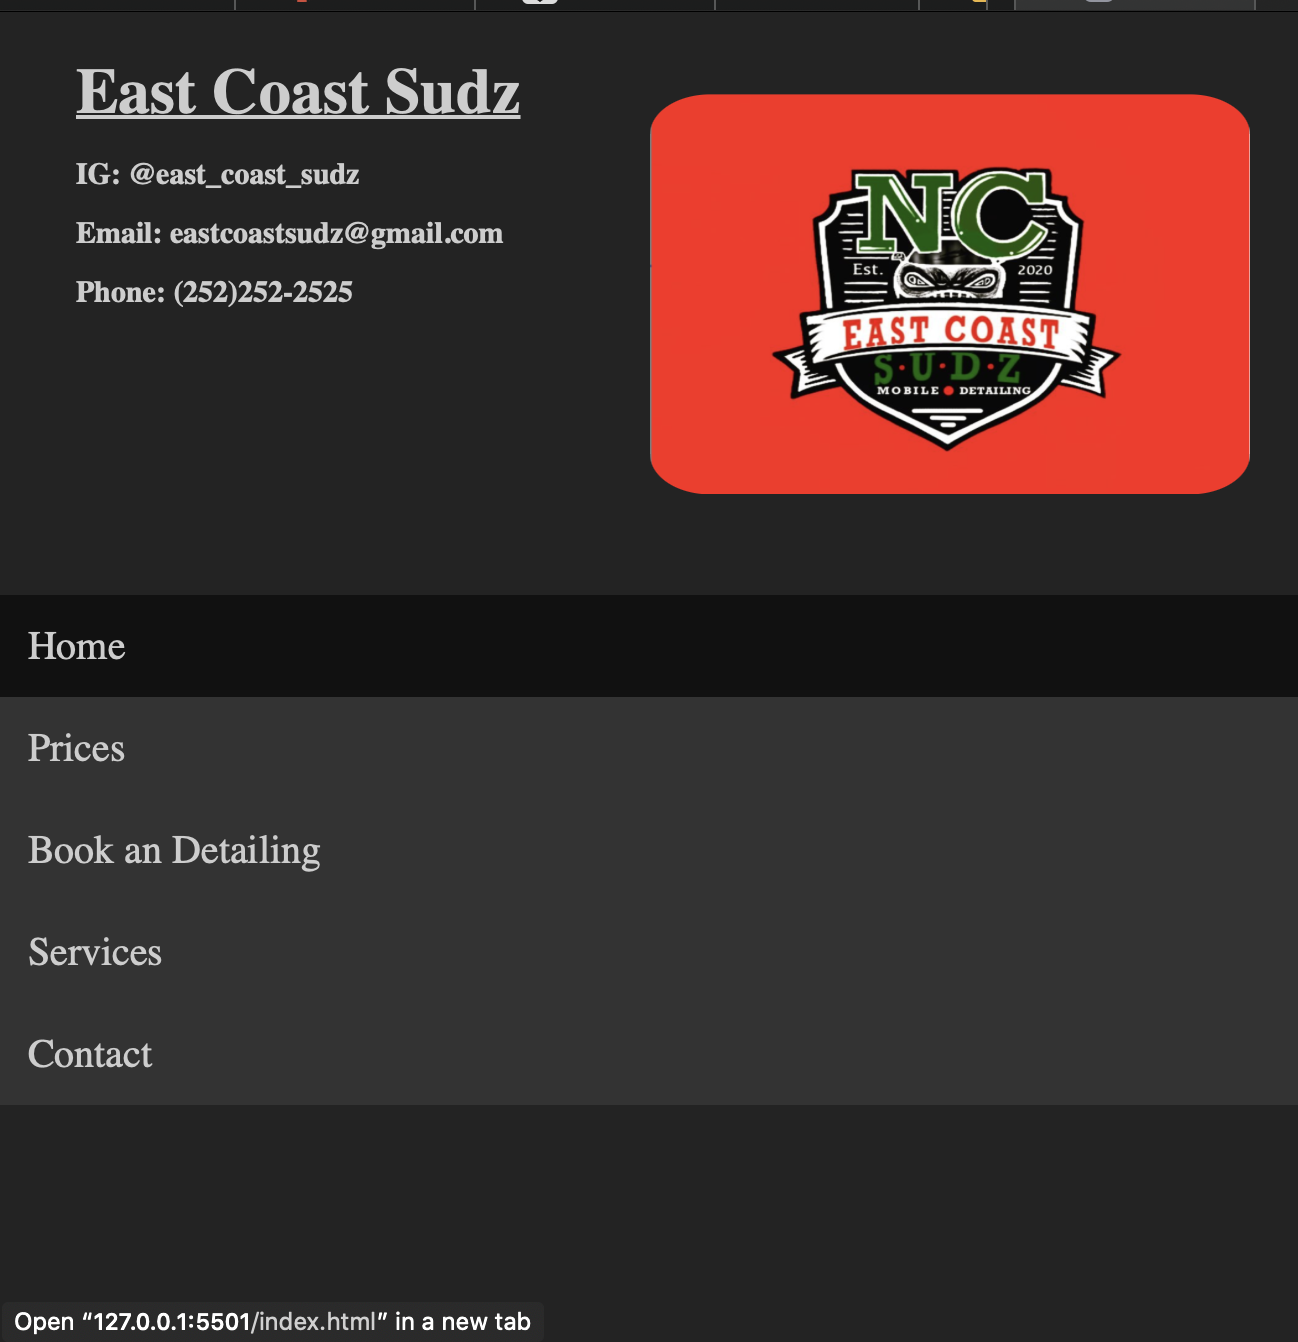 East Coast Sudz
IG: @east_coast_sudz
Email: eastcoastsudz@gmail.com
Phone: (252)252-2525
NC
Est. 2020
EAST COAST
S·U·D·Z
MOBILE ● DETAILING
Home
Prices
Book an Detailing
Services
Contact
Open “127.0.0.1:5501/index.html” in a new tab